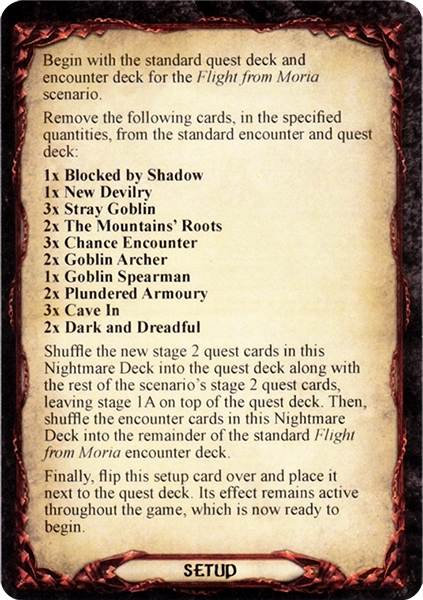 Begin with the standard quest deck and
encounter deck for the Flight from Moria
scenario.
Remove the following cards, in the specified
quantities, from the standard encounter and quest
deck:
1x Blocked by Shadow
1x New Devilry
3x Stray Goblin
2x The Mountains' Roots
3x Chance Encounter
2x Goblin Archer
1x Goblin Spearman
2x Plundered Armoury
3x Cave In
2x Dark and Dreadful
Shuffle the new stage 2 quest cards in this
Nightmare Deck into the quest deck along with
the rest of the scenario's stage 2 quest cards,
leaving stage 1A on top of the quest deck. Then,
shuffle the encounter cards in this Nightmare
Deck into the remainder of the standard Flight
from Moria encounter deck.
Finally, flip this setup card over and place it
next to the quest deck. Its effect remains active
throughout the game, which is now ready to
begin.
SETUP